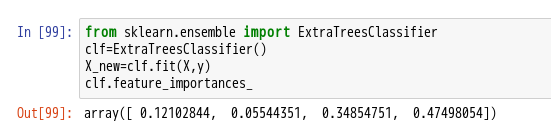 In [99]: from sklearn.ensemble import ExtraTreesClassifier
clf=ExtraTreesClassifier()
X_new=clf.fit(X,y)
clf.feature_importances_
Out[99]: array([ 0.12102844,  0.05544351,  0.34854751,  0.47498054])